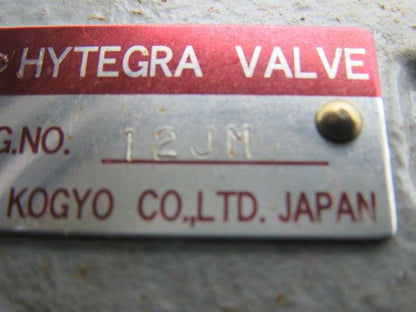 HYTEGRA VALVE
G.NO. 12JM
KOGYO CO.,LTD. JAPAN